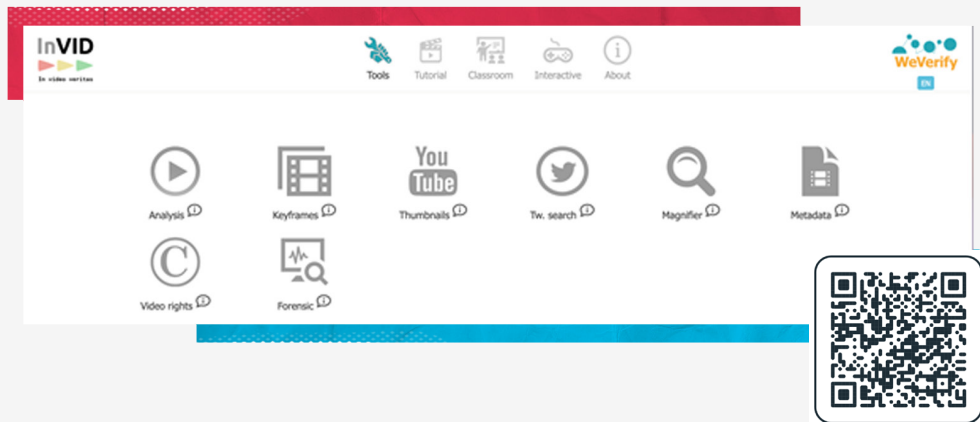 InVID
In video veritas
Tools
Tutorial
Classroom
Interactive
About
WeVerify
EN
You
Tube
Analysis
Keyframes
Thumbnails
Tw. search
Magnifier
Metadata
C
Video rights
Forensic